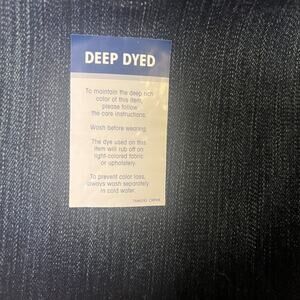 DEEP DYED
To maintain the deep rich
color of this item,
please follow
the care instructions.
Wash before wearing.
The dye used on this
item will rub off on
light-colored fabric
or upholstery.
To prevent color loss,
always wash separately
in cold water.